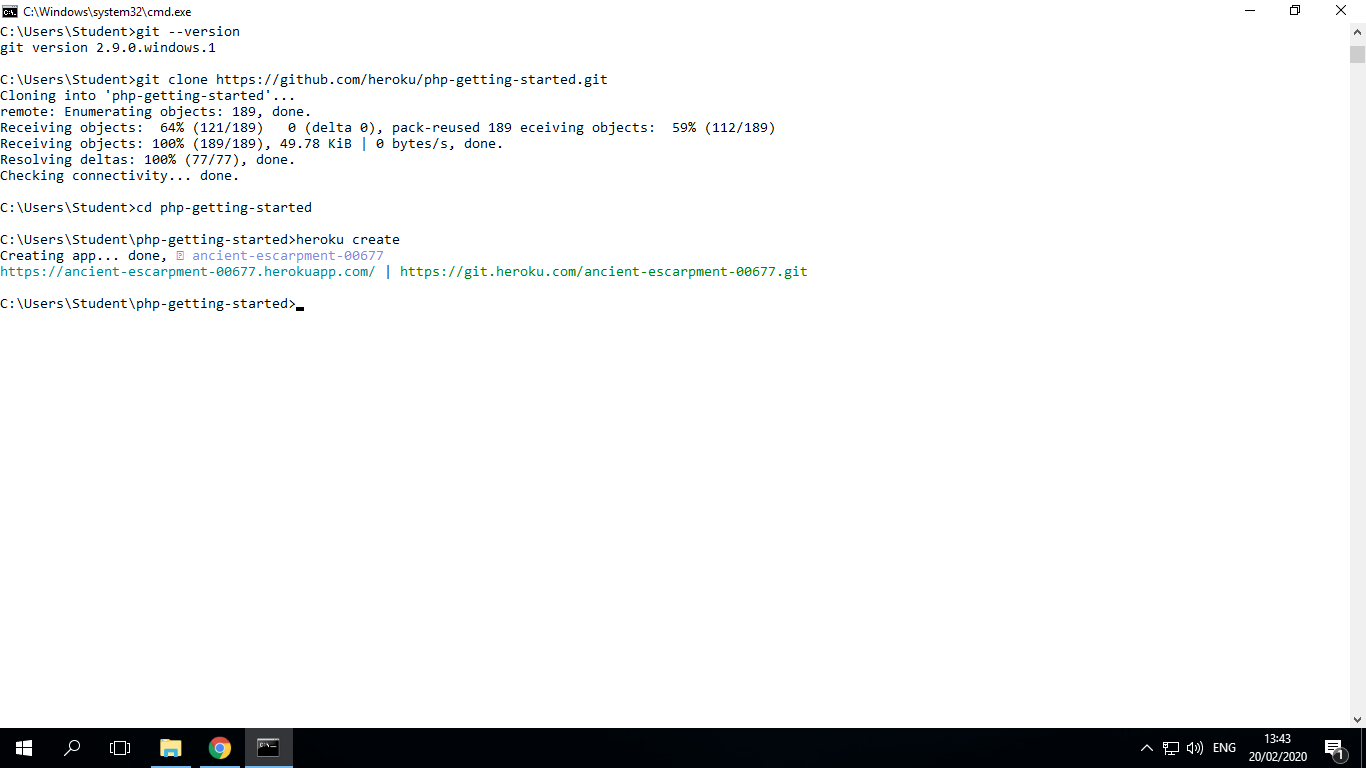 C:\Windows\system32\cmd.exe
C:\Users\Student>git --version
git version 2.9.0.windows.1
C:\Users\Student>git clone https://github.com/heroku/php-getting-started.git
Cloning into 'php-getting-started'...
remote: Enumerating objects: 189, done.
Receiving objects:  64% (121/189)   0 (delta 0), pack-reused 189 eceiving objects:  59% (112/189)
Receiving objects: 100% (189/189), 49.78 KiB | 0 bytes/s, done.
Resolving deltas: 100% (77/77), done.
Checking connectivity... done.
C:\Users\Student>cd php-getting-started
C:\Users\Student\php-getting-started>heroku create
Creating app... done, ancient-escarpment-00677
https://ancient-escarpment-00677.herokuapp.com/ | https://git.heroku.com/ancient-escarpment-00677.git
C:\Users\Student\php-getting-started>
ENG
13:43
20/02/2020
1